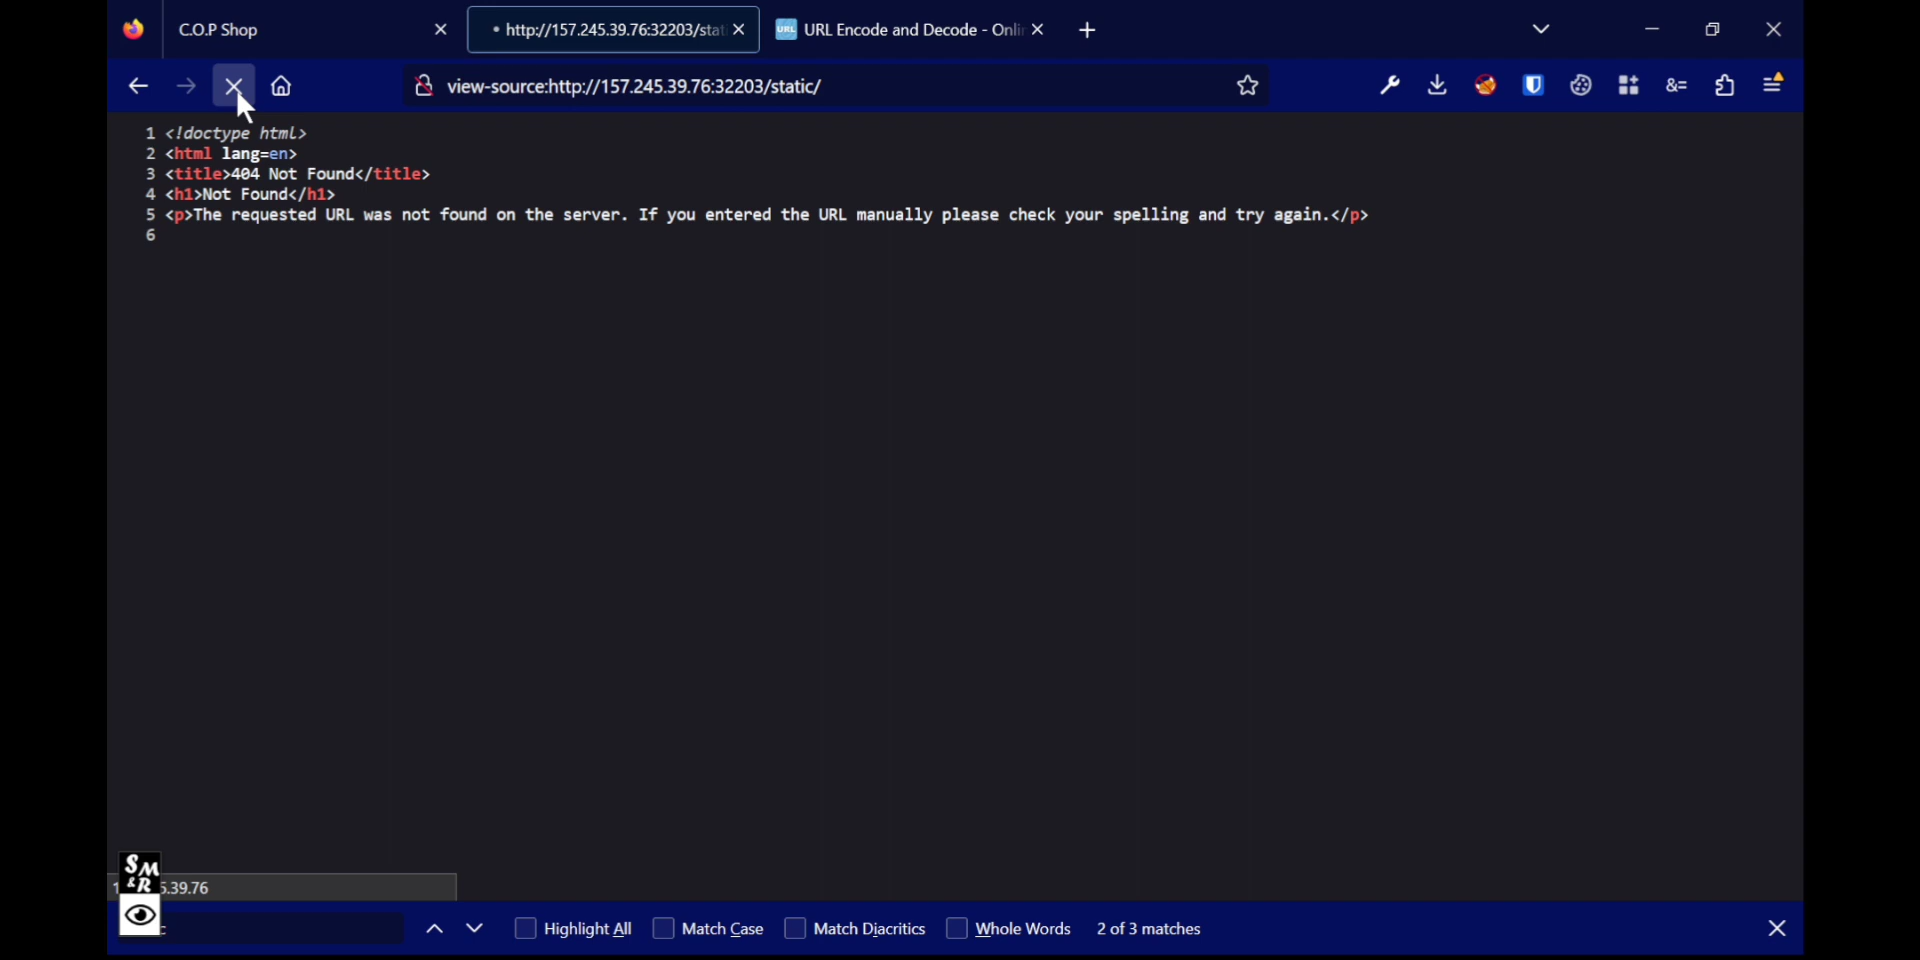 C.O.P Shop
http://157.245.39.76:32203/stati
URL
URL Encode and Decode - Onlin
view-source:http://157.245.39.76:32203/static/
&=
1 <!doctype html>
2 <html lang=en>
3 <title>404 Not Found</title>
4 <h1>Not Found</h1>
5 <p>The requested URL was not found on the server. If you entered the URL manually please check your spelling and try again.</p>
6
SM&R
5.39.76
Highlight All
Match Case
Match Diacritics
Whole Words
2 of 3 matches